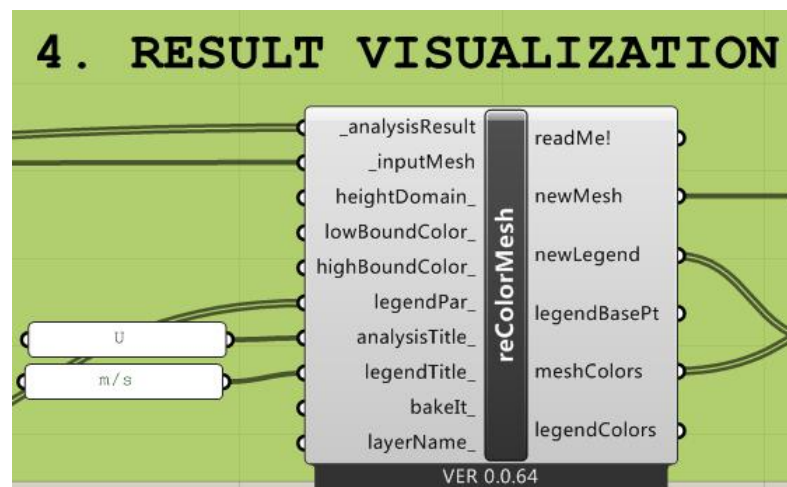 4. RESULT VISUALIZATION
_analysisResult
_inputMesh
heightDomain_
lowBoundColor_
highBoundColor_
legendPar_
analysisTitle_
legendTitle_
bakeIt_
layerName_
reColorMesh
readMe!
newMesh
newLegend
legendBasePt
meshColors
legendColors
U
m/s
VER 0.0.64